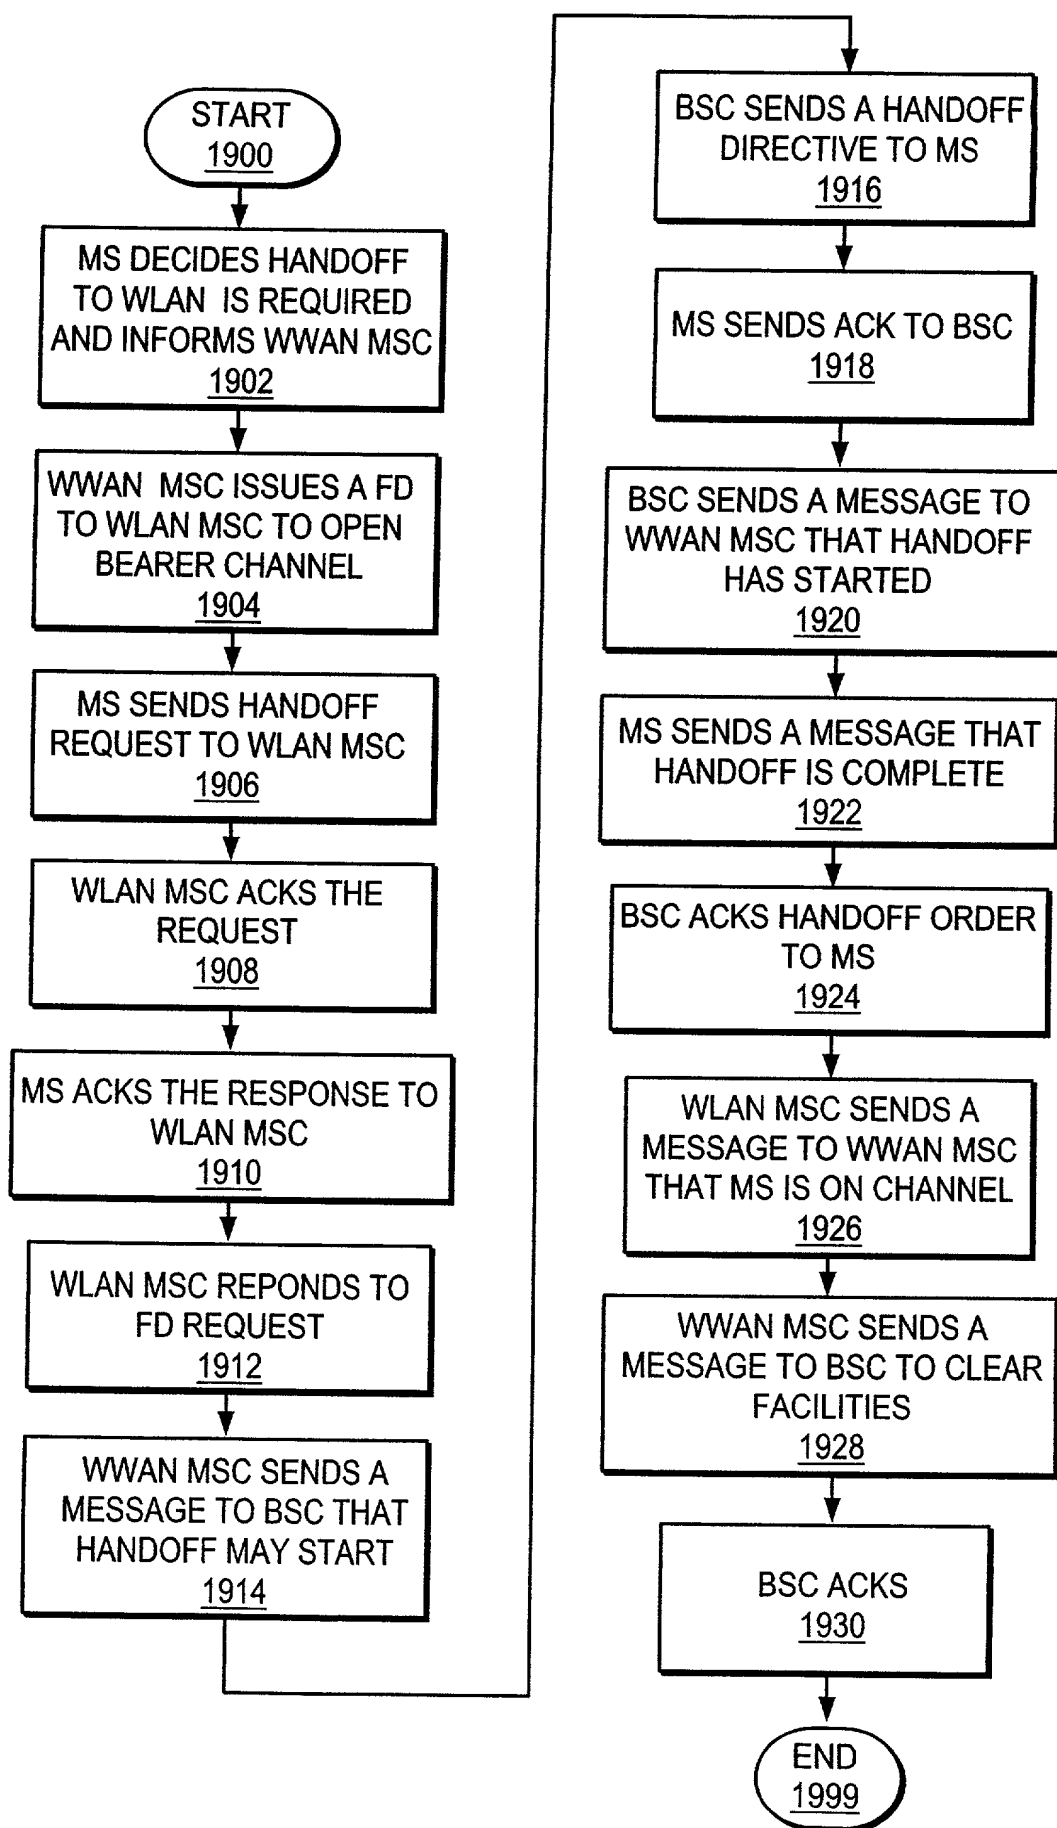 START
1900
MS DECIDES HANDOFF
TO WLAN IS REQUIRED
AND INFORMS WWAN MSC
1902
WWAN MSC ISSUES A FD
TO WLAN MSC TO OPEN
BEARER CHANNEL
1904
MS SENDS HANDOFF
REQUEST TO WLAN MSC
1906
WLAN MSC ACKS THE
REQUEST
1908
MS ACKS THE RESPONSE TO
WLAN MSC
1910
WLAN MSC REPONDS TO
FD REQUEST
1912
WWAN MSC SENDS A
MESSAGE TO BSC THAT
HANDOFF MAY START
1914
BSC SENDS A HANDOFF
DIRECTIVE TO MS
1916
MS SENDS ACK TO BSC
1918
BSC SENDS A MESSAGE TO
WWAN MSC THAT HANDOFF
HAS STARTED
1920
MS SENDS A MESSAGE THAT
HANDOFF IS COMPLETE
1922
BSC ACKS HANDOFF ORDER
TO MS
1924
WLAN MSC SENDS A
MESSAGE TO WWAN MSC
THAT MS IS ON CHANNEL
1926
WWAN MSC SENDS A
MESSAGE TO BSC TO CLEAR
FACILITIES
1928
BSC ACKS
1930
END
1999